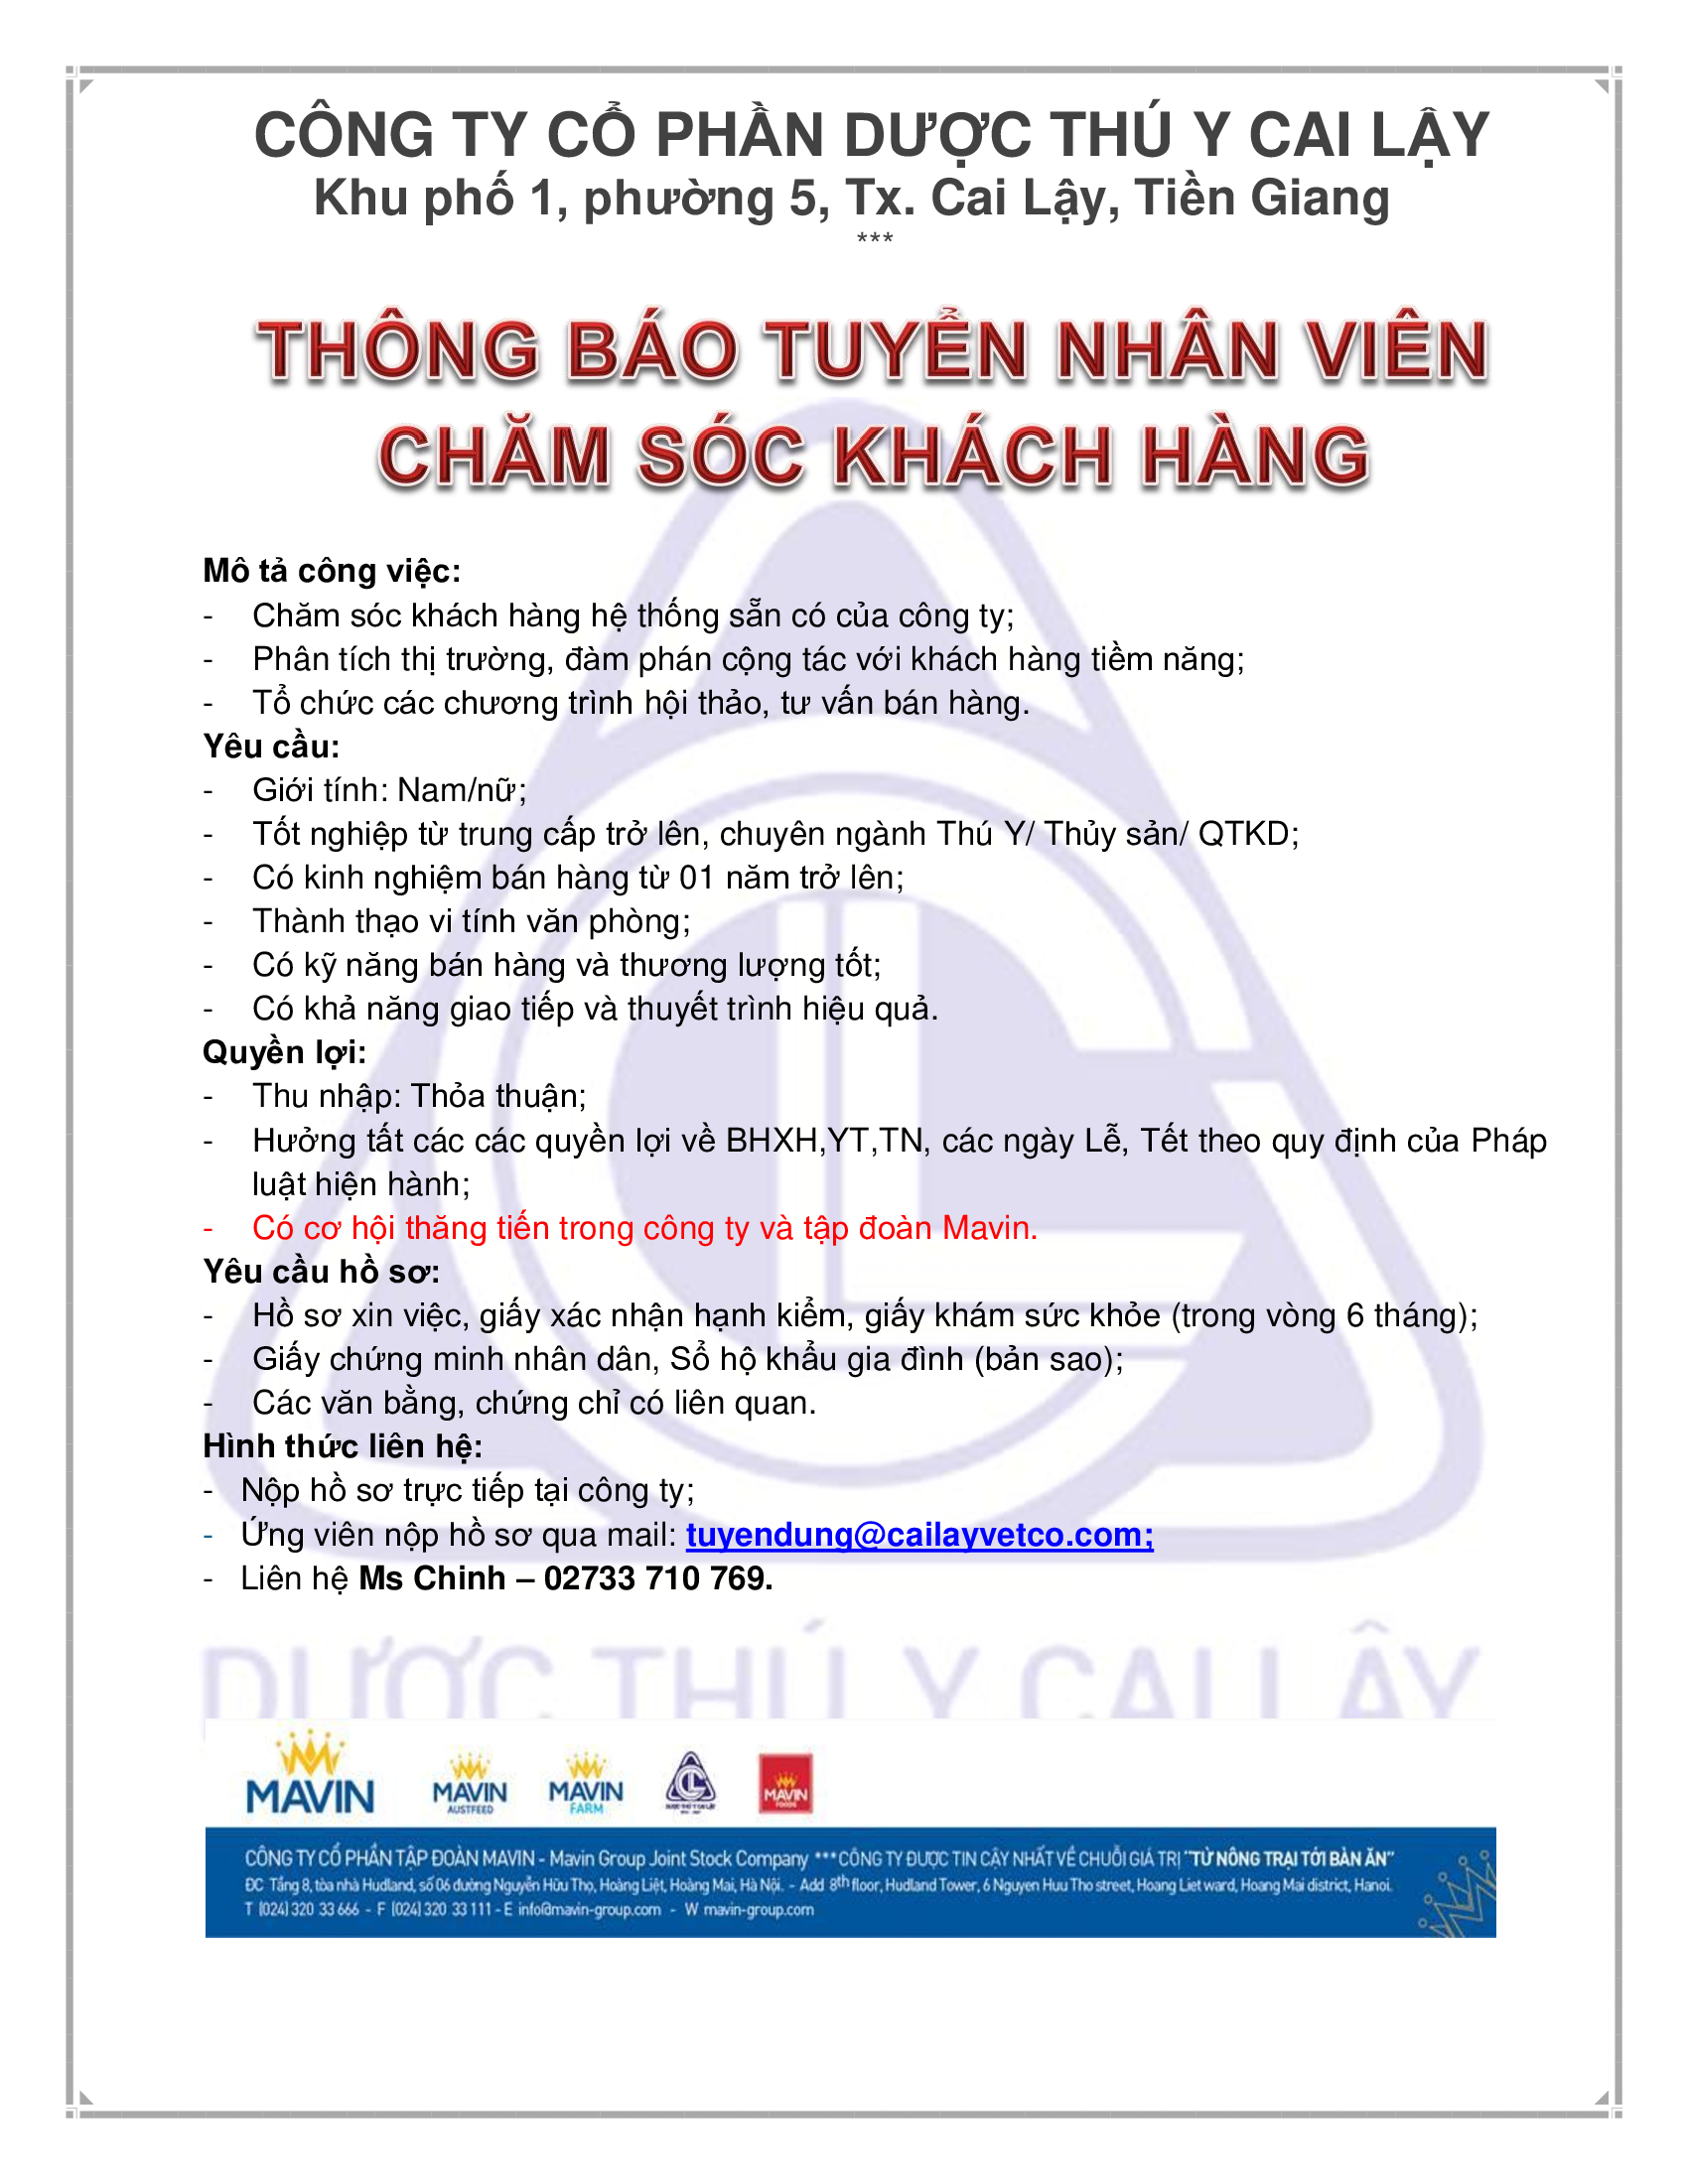 CÔNG TY CỔ PHẦN DƯỢC THÚ Y CAI LẬY
Khu phố 1, phường 5, Tx. Cai Lậy, Tiền Giang
***
THÔNG BÁO TUYỂN NHÂN VIÊN
CHĂM SÓC KHÁCH HÀNG
Mô tả công việc:
- Chăm sóc khách hàng hệ thống sẵn có của công ty;
- Phân tích thị trường, đàm phán cộng tác với khách hàng tiềm năng;
- Tổ chức các chương trình hội thảo, tư vấn bán hàng.
Yêu cầu:
- Giới tính: Nam/nữ;
- Tốt nghiệp từ trung cấp trở lên, chuyên ngành Thú Y/ Thủy sản/ QTKD;
- Có kinh nghiệm bán hàng từ 01 năm trở lên;
- Thành thạo vi tính văn phòng;
- Có kỹ năng bán hàng và thương lượng tốt;
- Có khả năng giao tiếp và thuyết trình hiệu quả.
Quyền lợi:
- Thu nhập: Thỏa thuận;
- Hưởng tất các các quyền lợi về BHXH,YT,TN, các ngày Lễ, Tết theo quy định của Pháp
luật hiện hành;
- Có cơ hội thăng tiến trong công ty và tập đoàn Mavin.
Yêu cầu hồ sơ:
- Hồ sơ xin việc, giấy xác nhận hạnh kiểm, giấy khám sức khỏe (trong vòng 6 tháng);
- Giấy chứng minh nhân dân, Sổ hộ khẩu gia đình (bản sao);
- Các văn bằng, chứng chỉ có liên quan.
Hình thức liên hệ:
- Nộp hồ sơ trực tiếp tại công ty;
- Ứng viên nộp hồ sơ qua mail: tuyendung@cailayvetco.com;
- Liên hệ Ms Chinh – 02733 710 769.
DƯỢC THÚ Y CAI LẬY
MAVIN MAVIN AUSTFEED MAVIN FARM MAVIN FOODS
CÔNG TY CỔ PHẦN TẬP ĐOÀN MAVIN - Mavin Group Joint Stock Company *** CÔNG TY ĐƯỢC TIN CẬY NHẤT VỀ CHUỖI GIÁ TRỊ "TỪ NÔNG TRẠI TỚI BÀN ĂN"
ĐC Tầng 8, tòa nhà Hudland, số 06 đường Nguyễn Hữu Thọ, Hoàng Liệt, Hoàng Mai, Hà Nội. - Add 8th floor, Hudland Tower, 6 Nguyen Huu Tho street, Hoang Liet ward, Hoang Mai district, Hanoi.
T (024) 320 33 666 - F (024) 320 33 111 - E info@mavin-group.com - W mavin-group.com